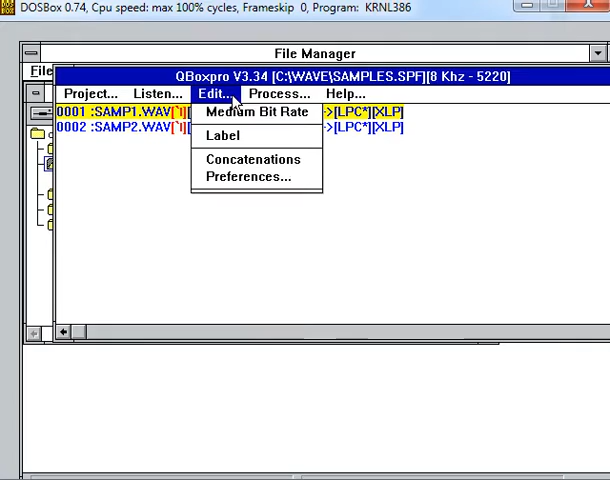 DOSBox 0.74, Cpu speed: max 100% cycles, Frameskip 0, Program: KRNL386
File Manager
File
QBoxpro V3.34 [C:\WAVE\SAMPLES.SPF][8 Khz - 5220]
Project... Listen... Edit... Process... Help...
0001 :SAMP1.WAV ->[LPC*][XLP]
0002 :SAMP2.WAV ->[LPC*][XLP]
Medium Bit Rate
Label
Concatenations
Preferences...